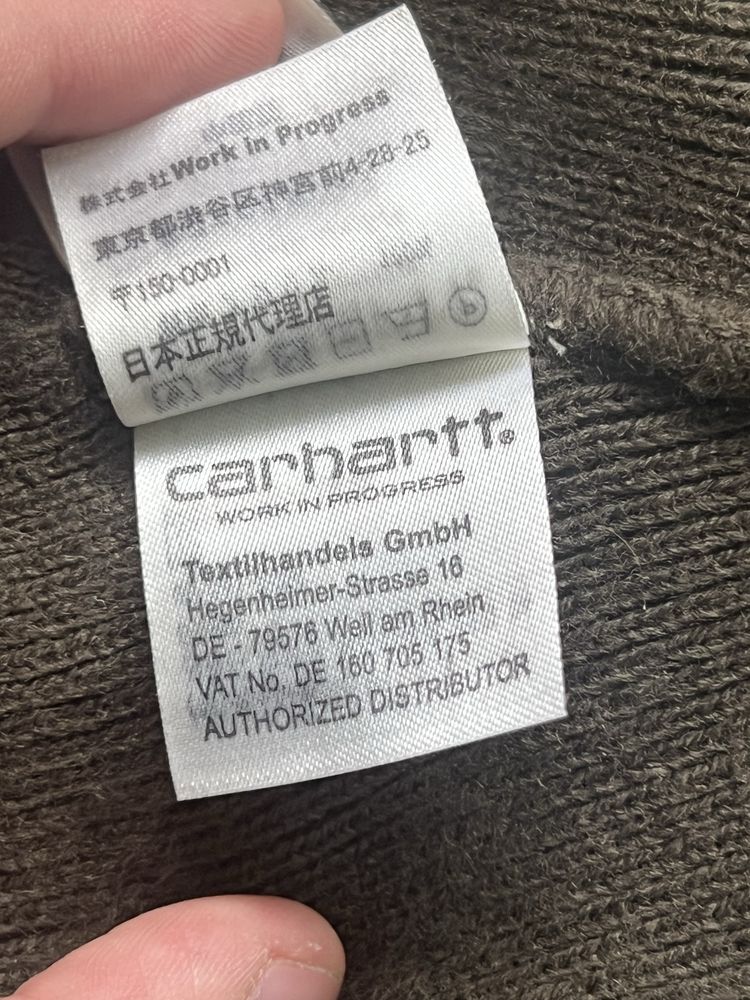 株式会社Work in Progress
東京都渋谷区神宮前4-28-25
〒150-0001
日本正規代理店
carhartt®
WORK IN PROGRESS
Textilhandels GmbH
Hegenheimer-Strasse 16
DE - 79576 Weil am Rhein
VAT No. DE 160 705 175
AUTHORIZED DISTRIBUTOR